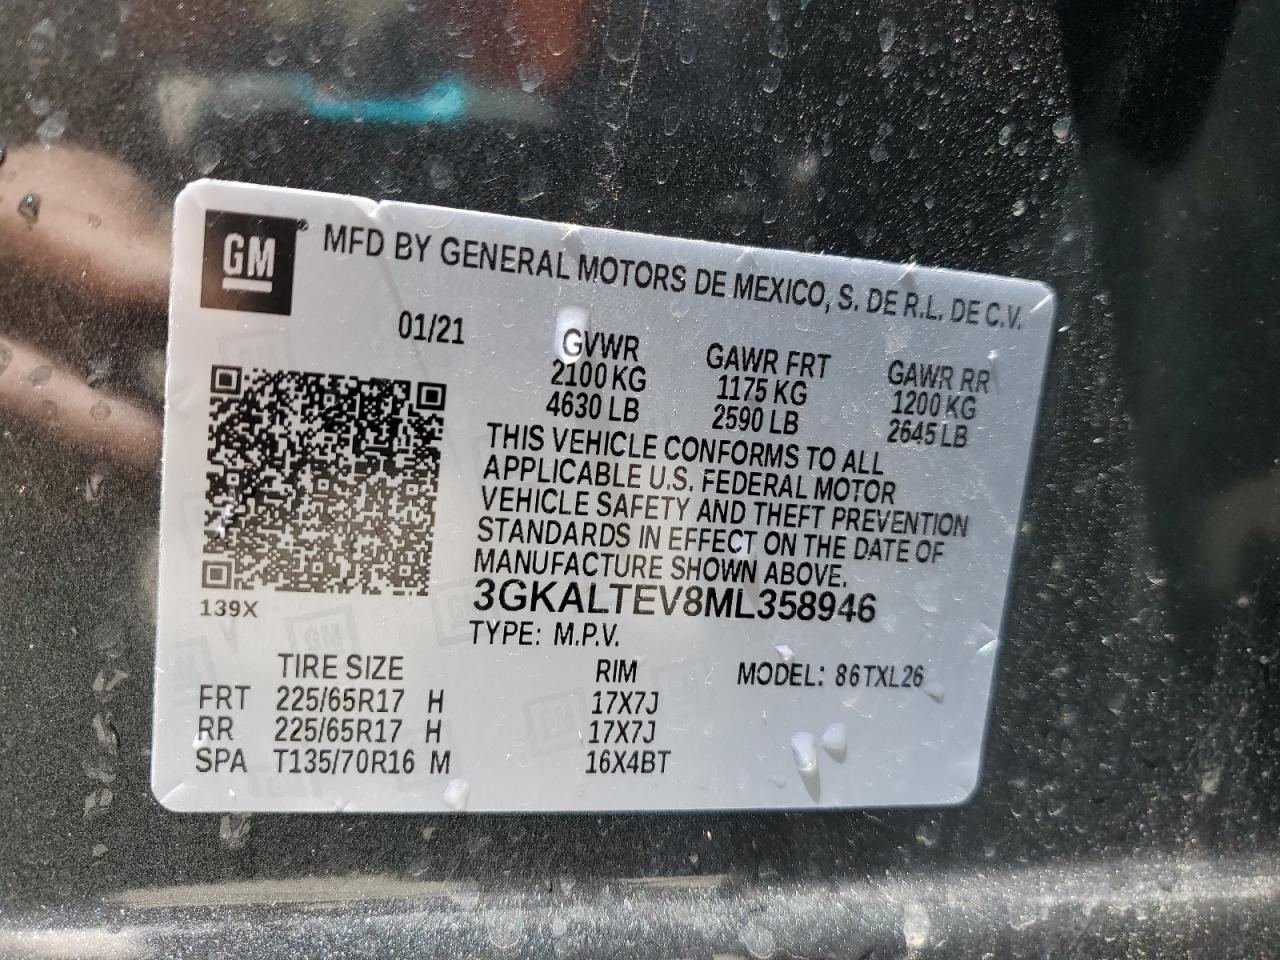 GM ® MFD BY GENERAL MOTORS DE MEXICO, S. DE R.L. DE C.V.
01/21
GVWR GAWR FRT GAWR RR
2100 KG 1175 KG 1200 KG
4630 LB 2590 LB 2645 LB
THIS VEHICLE CONFORMS TO ALL
APPLICABLE U.S. FEDERAL MOTOR
VEHICLE SAFETY AND THEFT PREVENTION
STANDARDS IN EFFECT ON THE DATE OF
MANUFACTURE SHOWN ABOVE.
3GKALTEV8ML358946
139X
TYPE: M.P.V.
TIRE SIZE RIM MODEL: 86TXL26
FRT 225/65R17 H 17X7J
RR 225/65R17 H 17X7J
SPA T135/70R16 M 16X4BT